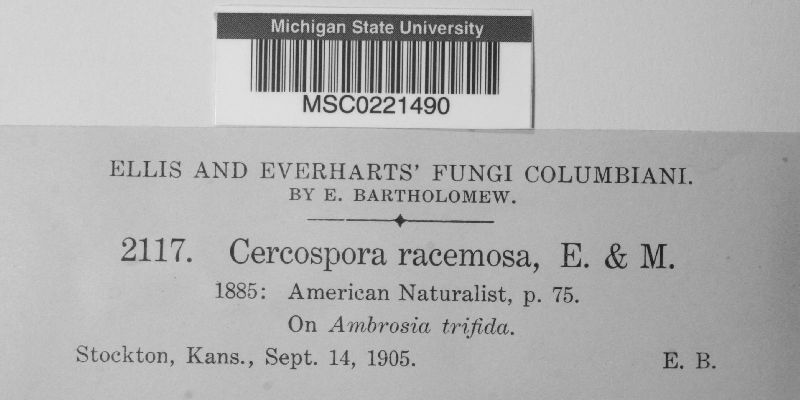 Michigan State University
MSC0221490
ELLIS AND EVERHARTS' FUNGI COLUMBIANI.
BY E. BARTHOLOMEW.
2117. Cercospora racemosa, E. & M.
1885: American Naturalist, p. 75.
On Ambrosia trifida.
Stockton, Kans., Sept. 14, 1905. E. B.